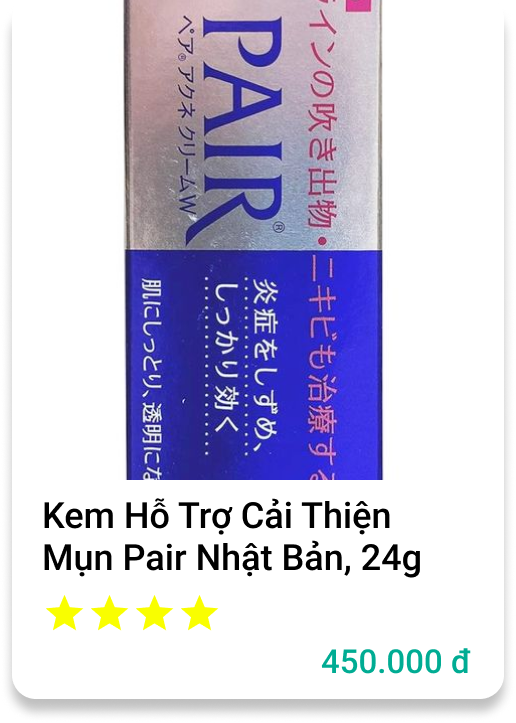 ラインの吹き出物・ニキビも治療する
PAIR®
ペア®アクネクリームW
炎症をしずめ、
しっかり効く
肌にしっとり、透明にな
Kem Hỗ Trợ Cải Thiện
Mụn Pair Nhật Bản, 24g
450.000 đ